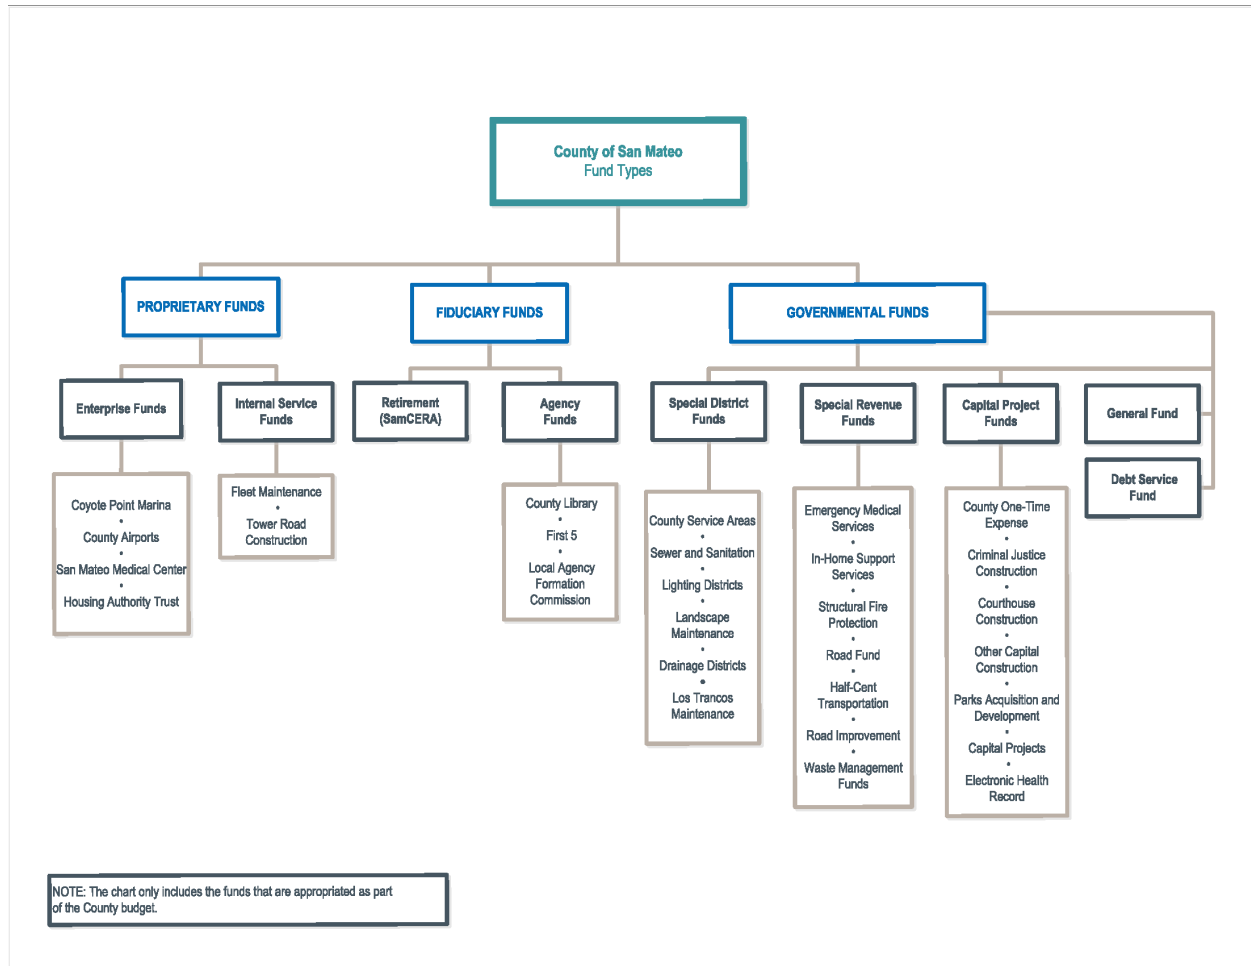 County of San Mateo
Fund Types
PROPRIETARY FUNDS
FIDUCIARY FUNDS
GOVERNMENTAL FUNDS
Enterprise Funds
Internal Service
Funds
Retirement
(SamCERA)
Agency
Funds
Special District
Funds
Special Revenue
Funds
Capital Project
Funds
General Fund
Debt Service
Fund
Coyote Point Marina
•
County Airports
•
San Mateo Medical Center
•
Housing Authority Trust
Fleet Maintenance
•
Tower Road
Construction
County Library
•
First 5
•
Local Agency
Formation
Commission
County Service Areas
•
Sewer and Sanitation
•
Lighting Districts
•
Landscape
Maintenance
•
Drainage Districts
•
Los Trancos
Maintenance
Emergency Medical
Services
•
In-Home Support
Services
•
Structural Fire
Protection
•
Road Fund
•
Half-Cent
Transportation
•
Road Improvement
•
Waste Management
Funds
County One-Time
Expense
•
Criminal Justice
Construction
•
Courthouse
Construction
•
Other Capital
Construction
•
Parks Acquisition and
Development
•
Capital Projects
•
Electronic Health
Record
NOTE: The chart only includes the funds that are appropriated as part
of the County budget.